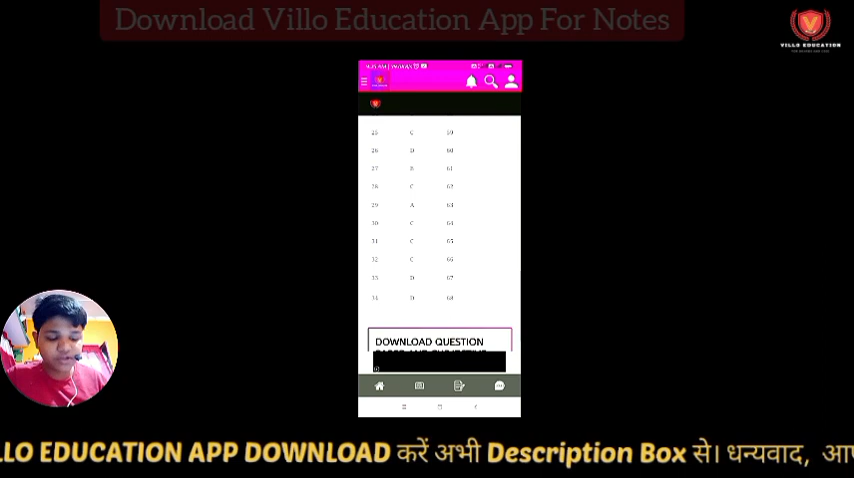 Download Villo Education App For Notes
VILLO EDUCATION
25 C 59
26 D 60
27 B 61
28 C 62
29 A 63
30 C 64
31 C 65
32 C 66
33 D 67
34 D 68
DOWNLOAD QUESTION
LLO EDUCATION APP DOWNLOAD करें अभी Description Box से। धन्यवाद, आप